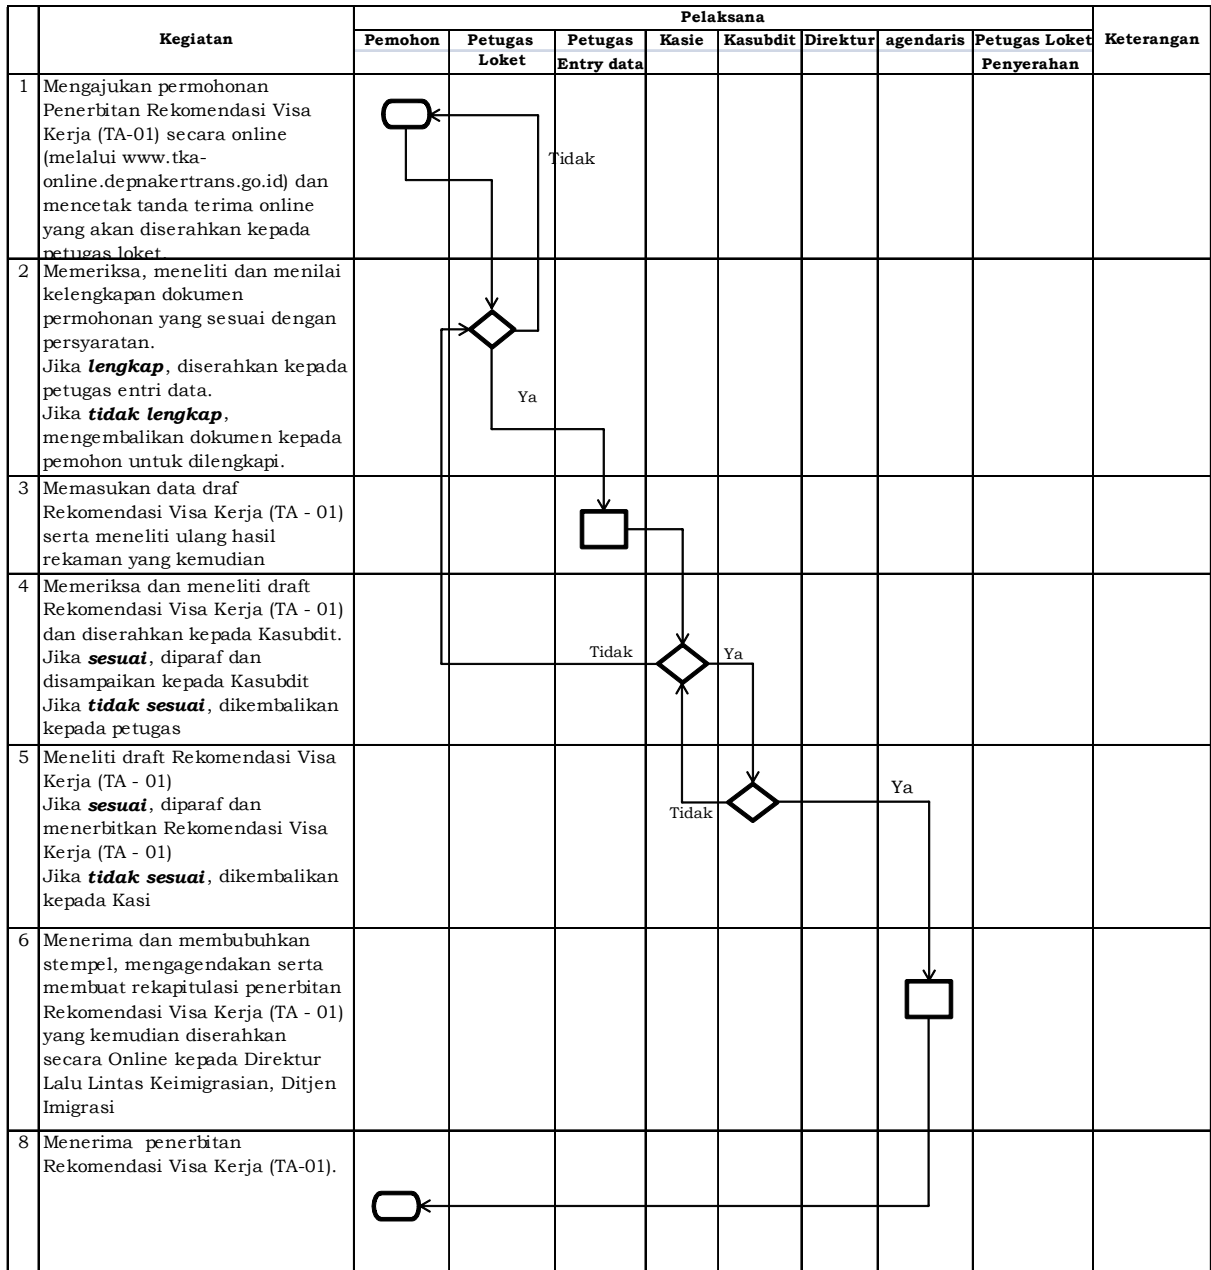 Pelaksana
Kegiatan
Pemohon
Petugas
Loket
Petugas
Entry data
Kasie
Kasubdit
Direktur
agendaris
Petugas Loket
Penyerahan
Keterangan
1 Mengajukan permohonan
Penerbitan Rekomendasi Visa
Kerja (TA-01) secara online
(melalui www.tka-
online.depnakertrans.go.id) dan
mencetak tanda terima online
yang akan diserahkan kepada
petugas loket.
Tidak
2 Memeriksa, meneliti dan menilai
kelengkapan dokumen
permohonan yang sesuai dengan
persyaratan.
Jika lengkap, diserahkan kepada
petugas entri data.
Jika tidak lengkap,
mengembalikan dokumen kepada
pemohon untuk dilengkapi.
Ya
3 Memasukan data draf
Rekomendasi Visa Kerja (TA - 01)
serta meneliti ulang hasil
rekaman yang kemudian
4 Memeriksa dan meneliti draft
Rekomendasi Visa Kerja (TA - 01)
dan diserahkan kepada Kasubdit.
Jika sesuai, diparaf dan
disampaikan kepada Kasubdit
Jika tidak sesuai, dikembalikan
kepada petugas
Tidak
Ya
5 Meneliti draft Rekomendasi Visa
Kerja (TA - 01)
Jika sesuai, diparaf dan
menerbitkan Rekomendasi Visa
Kerja (TA - 01)
Jika tidak sesuai, dikembalikan
kepada Kasi
Tidak
Ya
6 Menerima dan membubuhkan
stempel, mengagendakan serta
membuat rekapitulasi penerbitan
Rekomendasi Visa Kerja (TA - 01)
yang kemudian diserahkan
secara Online kepada Direktur
Lalu Lintas Keimigrasian, Ditjen
Imigrasi
8 Menerima penerbitan
Rekomendasi Visa Kerja (TA-01).